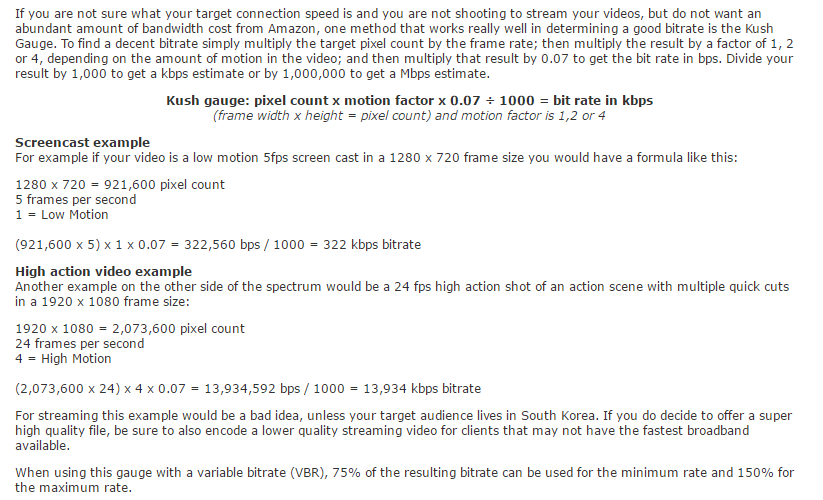 If you are not sure what your target connection speed is and you are not shooting to stream your videos, but do not want an
abundant amount of bandwidth cost from Amazon, one method that works really well in determining a good bitrate is the Kush
Gauge. To find a decent bitrate simply multiply the target pixel count by the frame rate; then multiply the result by a factor of 1, 2
or 4, depending on the amount of motion in the video; and then multiply that result by 0.07 to get the bit rate in bps. Divide your
result by 1,000 to get a kbps estimate or by 1,000,000 to get a Mbps estimate.
Kush gauge: pixel count x motion factor x 0.07 ÷ 1000 = bit rate in kbps
(frame width x height = pixel count) and motion factor is 1,2 or 4
Screencast example
For example if your video is a low motion 5fps screen cast in a 1280 x 720 frame size you would have a formula like this:
1280 x 720 = 921,600 pixel count
5 frames per second
1 = Low Motion
(921,600 x 5) x 1 x 0.07 = 322,560 bps / 1000 = 322 kbps bitrate
High action video example
Another example on the other side of the spectrum would be a 24 fps high action shot of an action scene with multiple quick cuts
in a 1920 x 1080 frame size:
1920 x 1080 = 2,073,600 pixel count
24 frames per second
4 = High Motion
(2,073,600 x 24) x 4 x 0.07 = 13,934,592 bps / 1000 = 13,934 kbps bitrate
For streaming this example would be a bad idea, unless your target audience lives in South Korea. If you do decide to offer a super
high quality file, be sure to also encode a lower quality streaming video for clients that may not have the fastest broadband
available.
When using this gauge with a variable bitrate (VBR), 75% of the resulting bitrate can be used for the minimum rate and 150% for
the maximum rate.